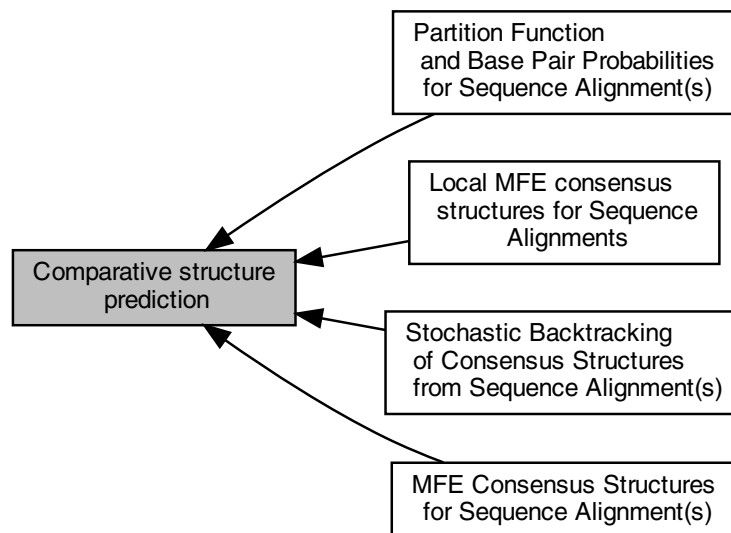 Partition Function
and Base Pair Probabilities
for Sequence Alignment(s)
Local MFE consensus
structures for Sequence
Alignments
Comparative structure
prediction
Stochastic Backtracking
of Consensus Structures
from Sequence Alignment(s)
MFE Consensus Structures
for Sequence Alignment(s)